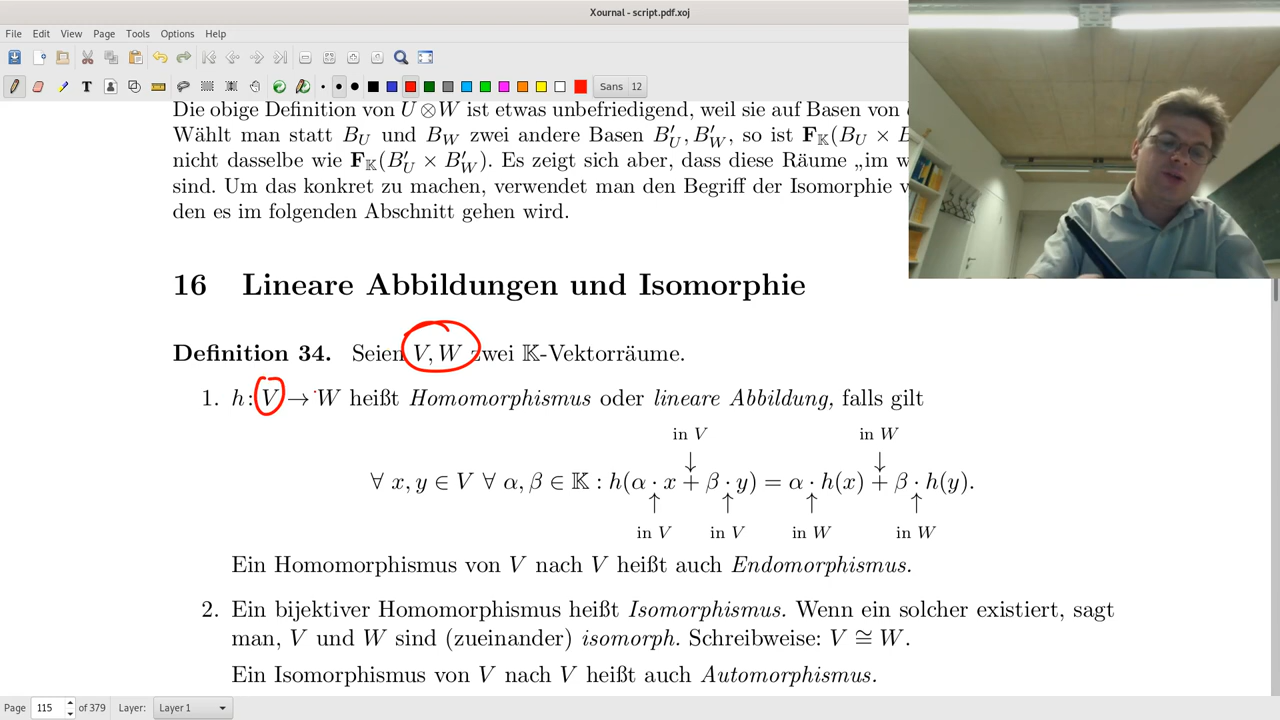 Xournal - script.pdf.xoj
File Edit View Page Tools Options Help
Sans 12
Die obige Definition von U ⊗ W ist etwas unbefriedigend, weil sie auf Basen von
Wählt man statt B_U und B_W zwei andere Basen B′_U, B′_W, so ist F_𝕂(B_U × B
nicht dasselbe wie F_𝕂(B′_U × B′_W). Es zeigt sich aber, dass diese Räume „im w
sind. Um das konkret zu machen, verwendet man den Begriff der Isomorphie v
den es im folgenden Abschnitt gehen wird.
16 Lineare Abbildungen und Isomorphie
Definition 34. Seien V, W zwei 𝕂-Vektorräume.
1. h: V → W heißt Homomorphismus oder lineare Abbildung, falls gilt
in V in W
↓ ↓
∀ x, y ∈ V ∀ α, β ∈ 𝕂 : h(α · x + β · y) = α · h(x) + β · h(y).
↑ ↑ ↑ ↑
in V in V in W in W
Ein Homomorphismus von V nach V heißt auch Endomorphismus.
2. Ein bijektiver Homomorphismus heißt Isomorphismus. Wenn ein solcher existiert, sagt
man, V und W sind (zueinander) isomorph. Schreibweise: V ≅ W.
Ein Isomorphismus von V nach V heißt auch Automorphismus.
Page 115 of 379 Layer: Layer 1